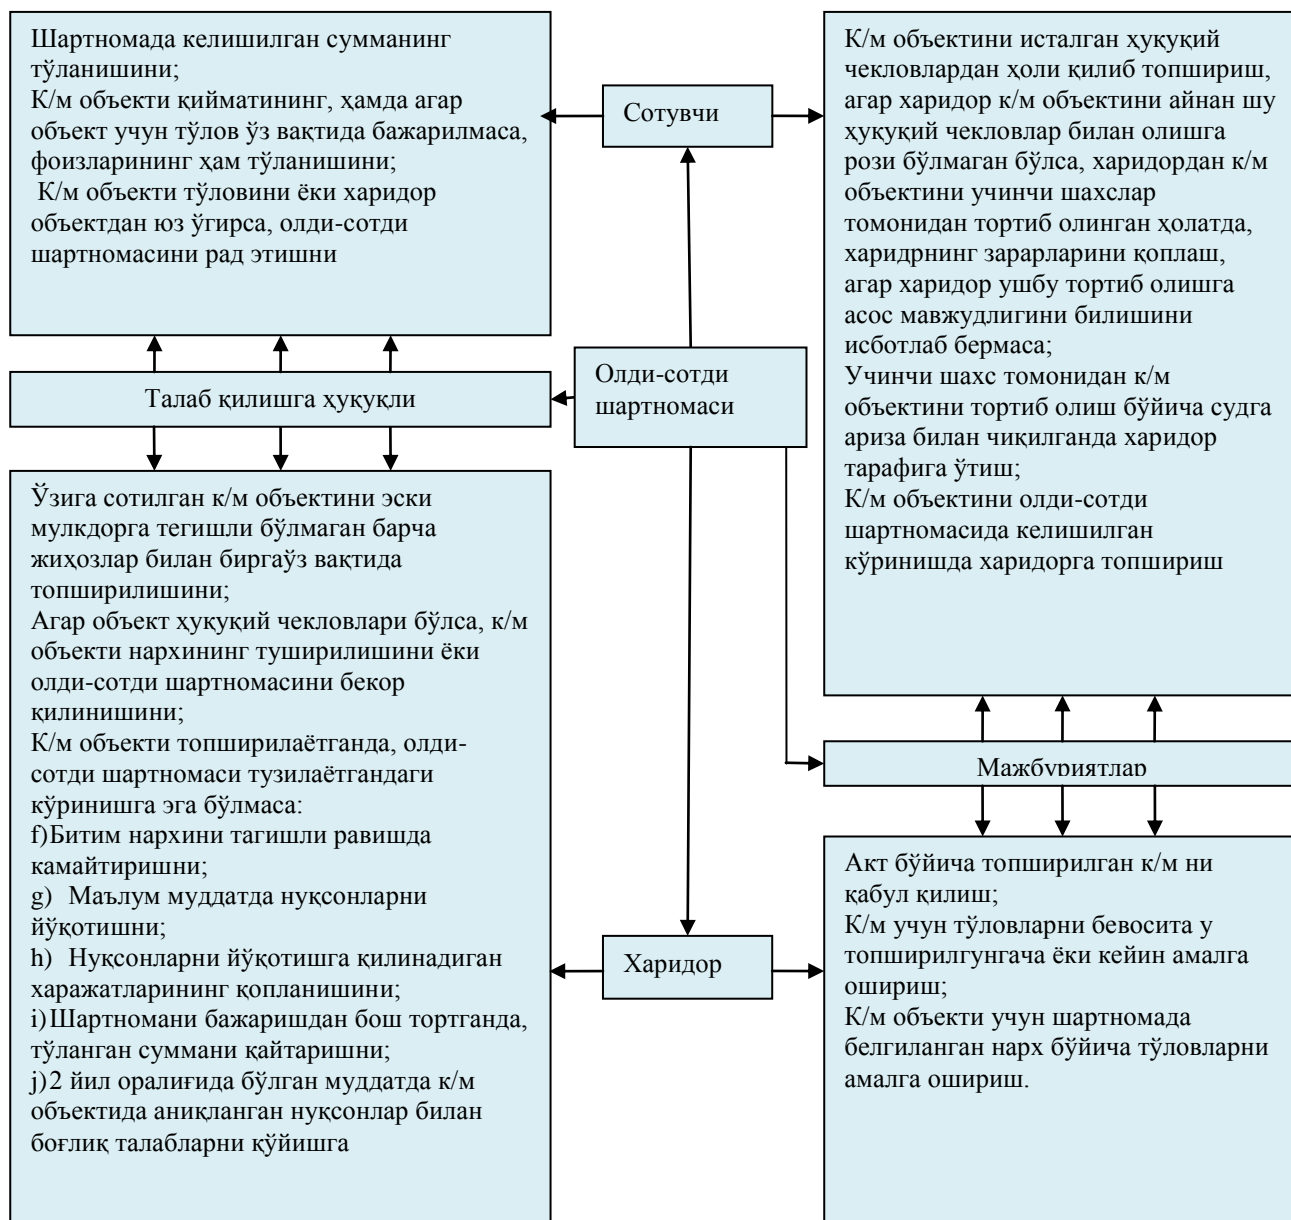 Шартномада келишилган сумманинг
тўланишини;
К/м объекти қийматининг, ҳамда агар
объект учун тўлов ўз вақтида бажарилмаса,
фоизларининг ҳам тўланишини;
К/м объекти тўловини ёки харидор
объектдан юз ўгирса, олди-сотди
шартномасини рад этишни
Сотувчи
К/м объектини исталган ҳуқуқий
чекловлардан ҳоли қилиб топшириш,
агар харидор к/м объектини айнан шу
ҳуқуқий чекловлар билан олишга
рози бўлмаган бўлса, харидордан к/м
объектини учинчи шахслар
томонидан тортиб олинган ҳолатда,
харидрнинг зарарларини қоплаш,
агар харидор ушбу тортиб олишга
асос мавжудлигини билишини
исботлаб бермаса;
Учинчи шахс томонидан к/м
объектини тортиб олиш бўйича судга
ариза билан чиқилганда харидор
тарафига ўтиш;
К/м объектини олди-сотди
шартномасида келишилган
кўринишда харидорга топшириш
Талаб қилишга ҳуқуқли
Олди-сотди
шартномаси
Ўзига сотилган к/м объектини эски
мулкдорга тегишли бўлмаган барча
жиҳозлар билан биргаўз вақтида
топширилишини;
Агар объект ҳуқуқий чекловлари бўлса, к/м
объекти нархининг туширилишини ёки
олди-сотди шартномасини бекор
қилинишини;
К/м объекти топширилаётганда, олди-
сотди шартномаси тузилаётгандаги
кўринишга эга бўлмаса:
f)Битим нархини тагишли равишда
камайтиришни;
g) Маълум муддатда нуқсонларни
йўқотишни;
h) Нуқсонларни йўқотишга қилинадиган
харажатларининг қопланишини;
i)Шартномани бажаришдан бош тортганда,
тўланган суммани қайтаришни;
j)2 йил оралиғида бўлган муддатда к/м
объектида аниқланган нуқсонлар билан
боғлиқ талабларни қўйишга
Мажбуриятлар
Харидор
Акт бўйича топширилган к/м ни
қабул қилиш;
К/м учун тўловларни бевосита у
топширилгунгача ёки кейин амалга
ошириш;
К/м объекти учун шартномада
белгиланган нарх бўйича тўловларни
амалга ошириш.